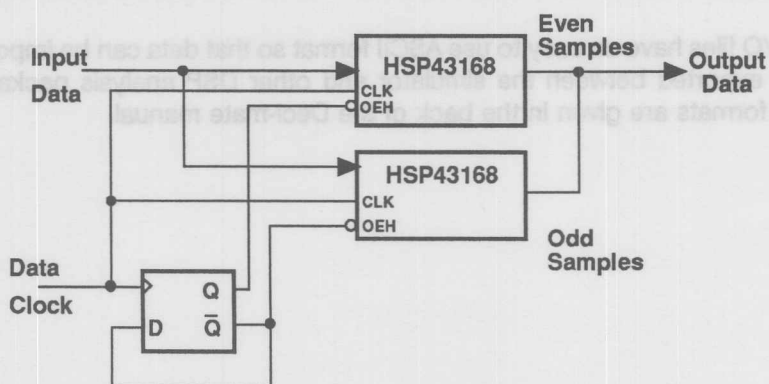 Input
Data
HSP43168
CLK
OEH
Even
Samples
Output
Data
HSP43168
CLK
OEH
Odd
Samples
Data
Clock
Q
D
Q̅